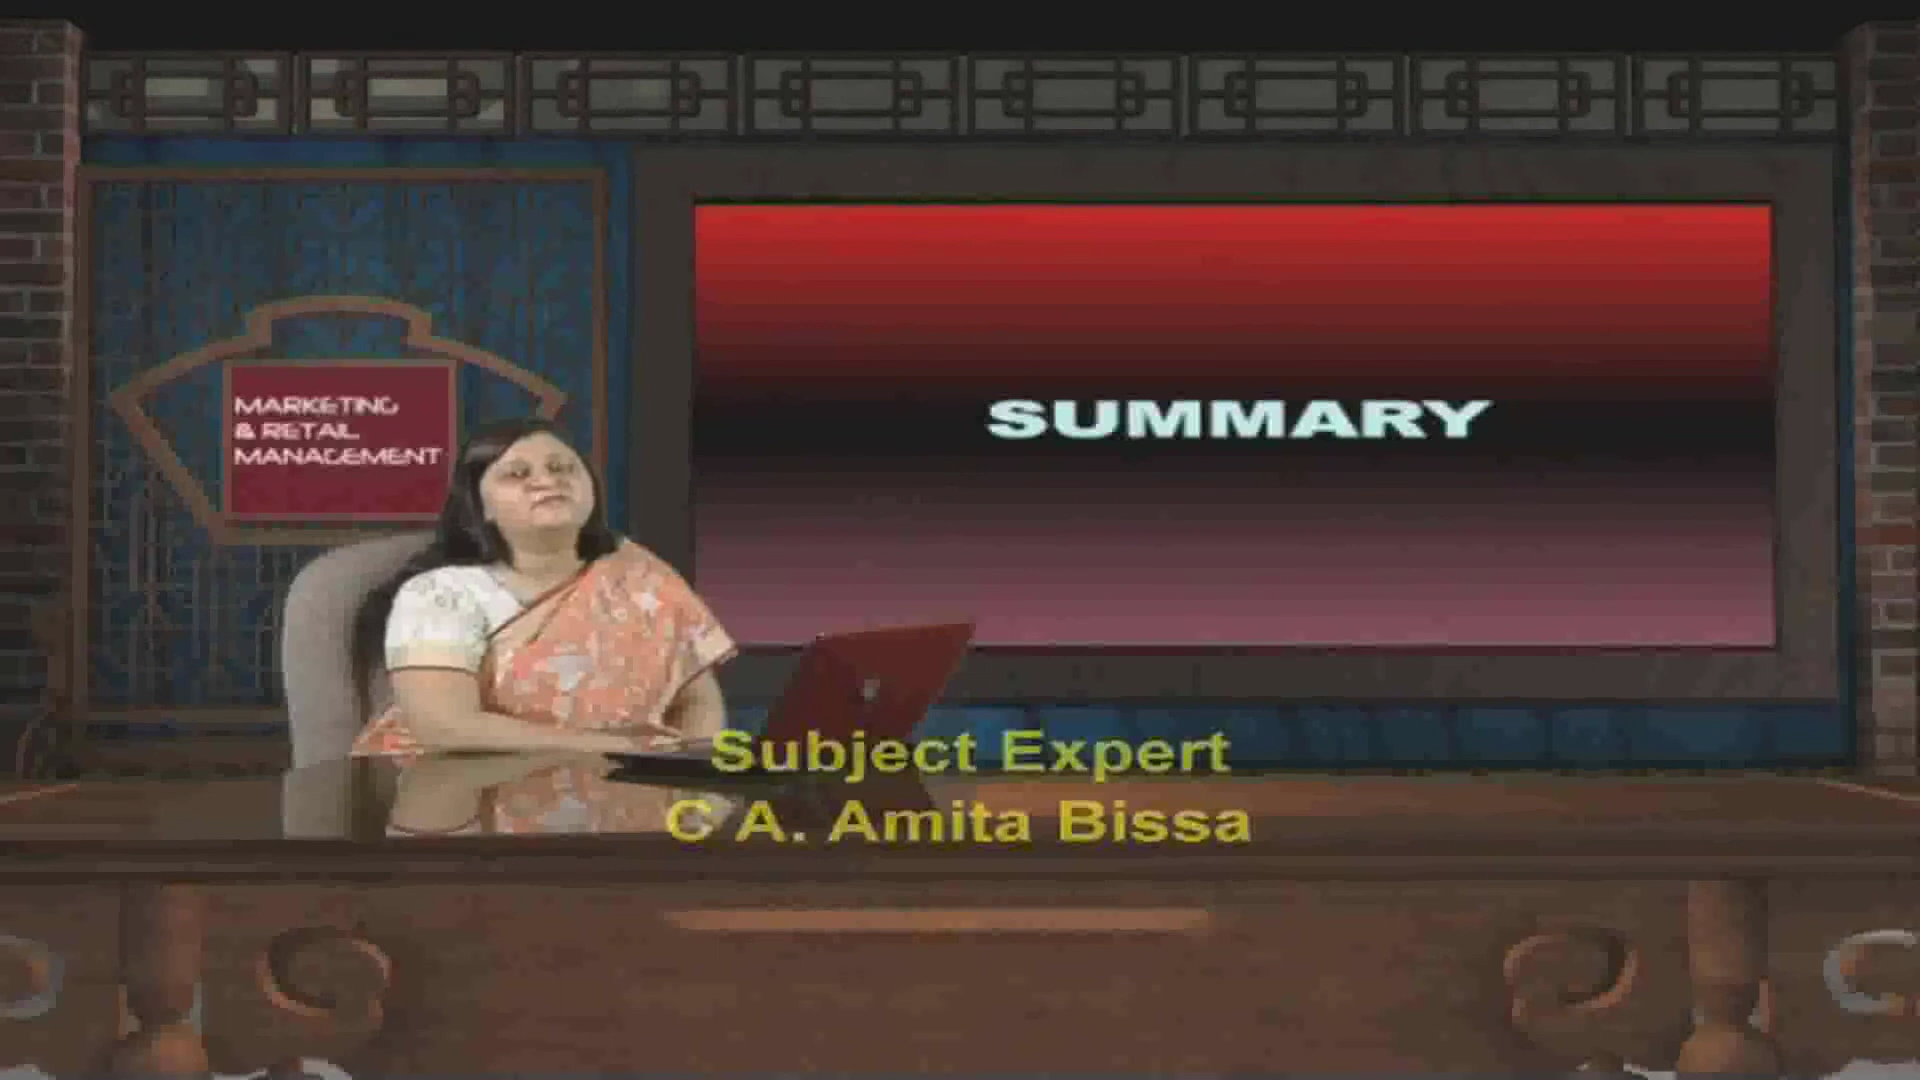 MARKETING
& RETAIL
MANAGEMENT
SUMMARY
Subject Expert
C A. Amita Bissa